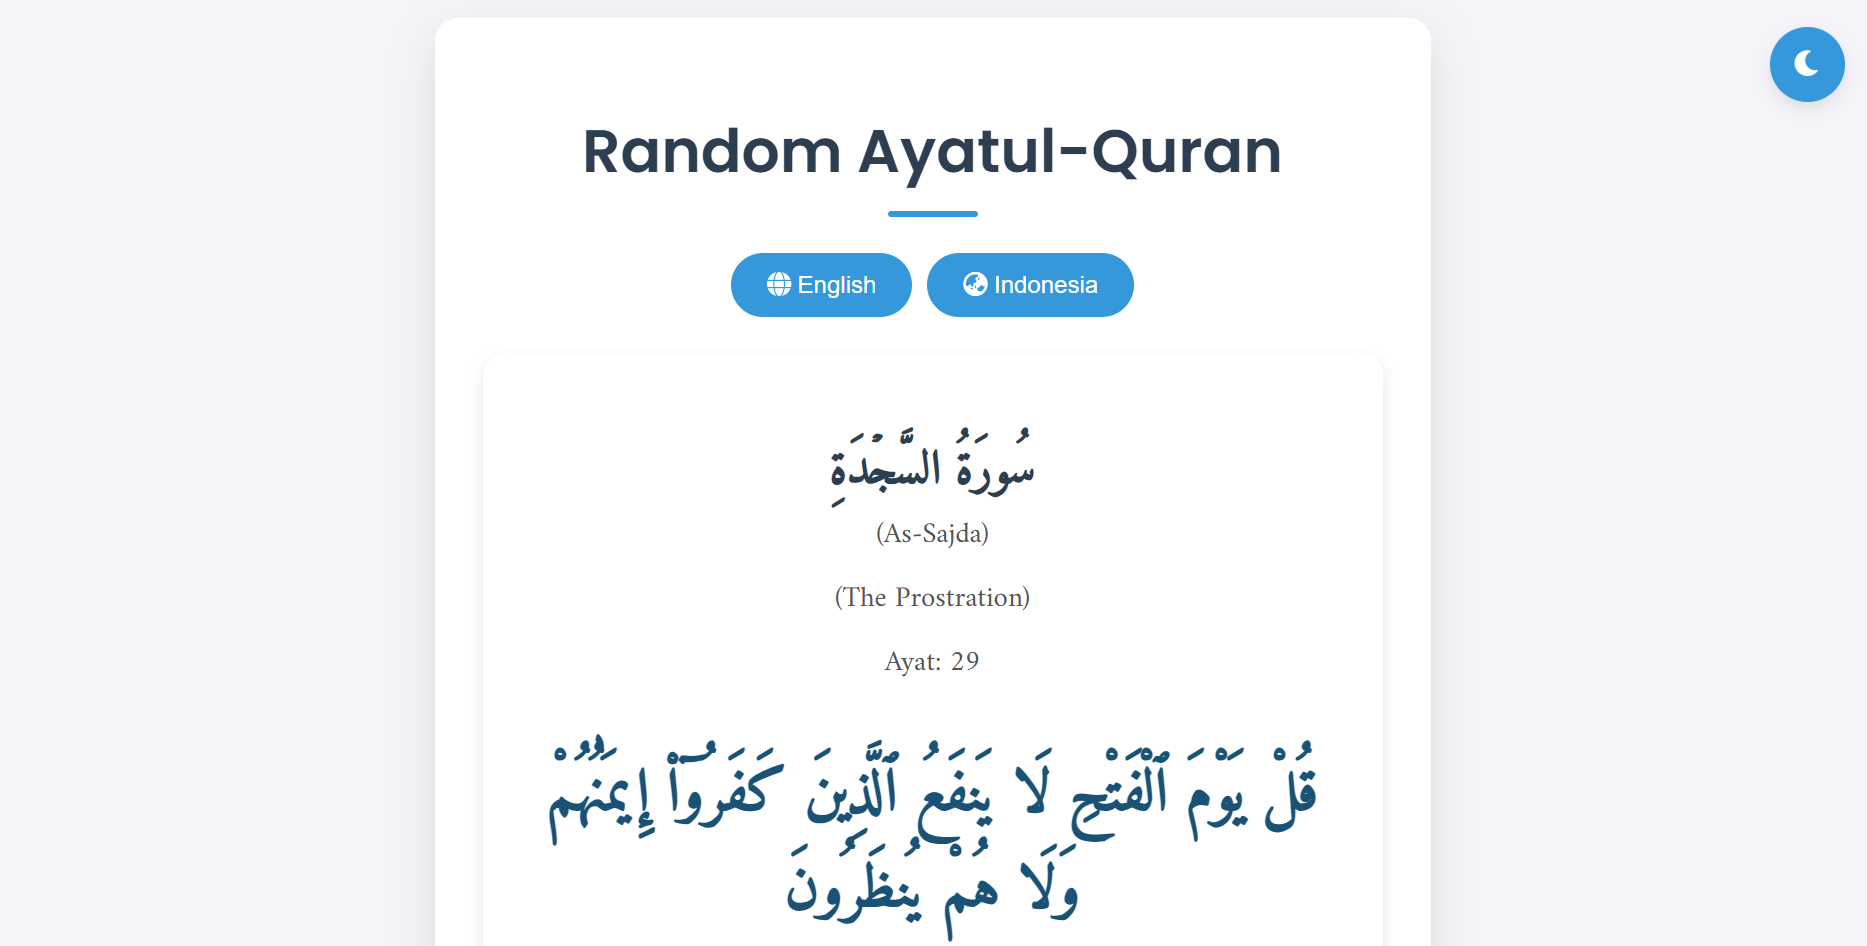 Random Ayatul-Quran
English
Indonesia
سُورَةُ السَّجۡدَةِ
(As-Sajda)
(The Prostration)
Ayat: 29
قُلْ يَوْمَ ٱلْفَتْحِ لَا يَنفَعُ ٱلَّذِينَ كَفَرُوٓا۟ إِيمَٰنُهُمْ
وَلَا هُمْ يُنظَرُونَ